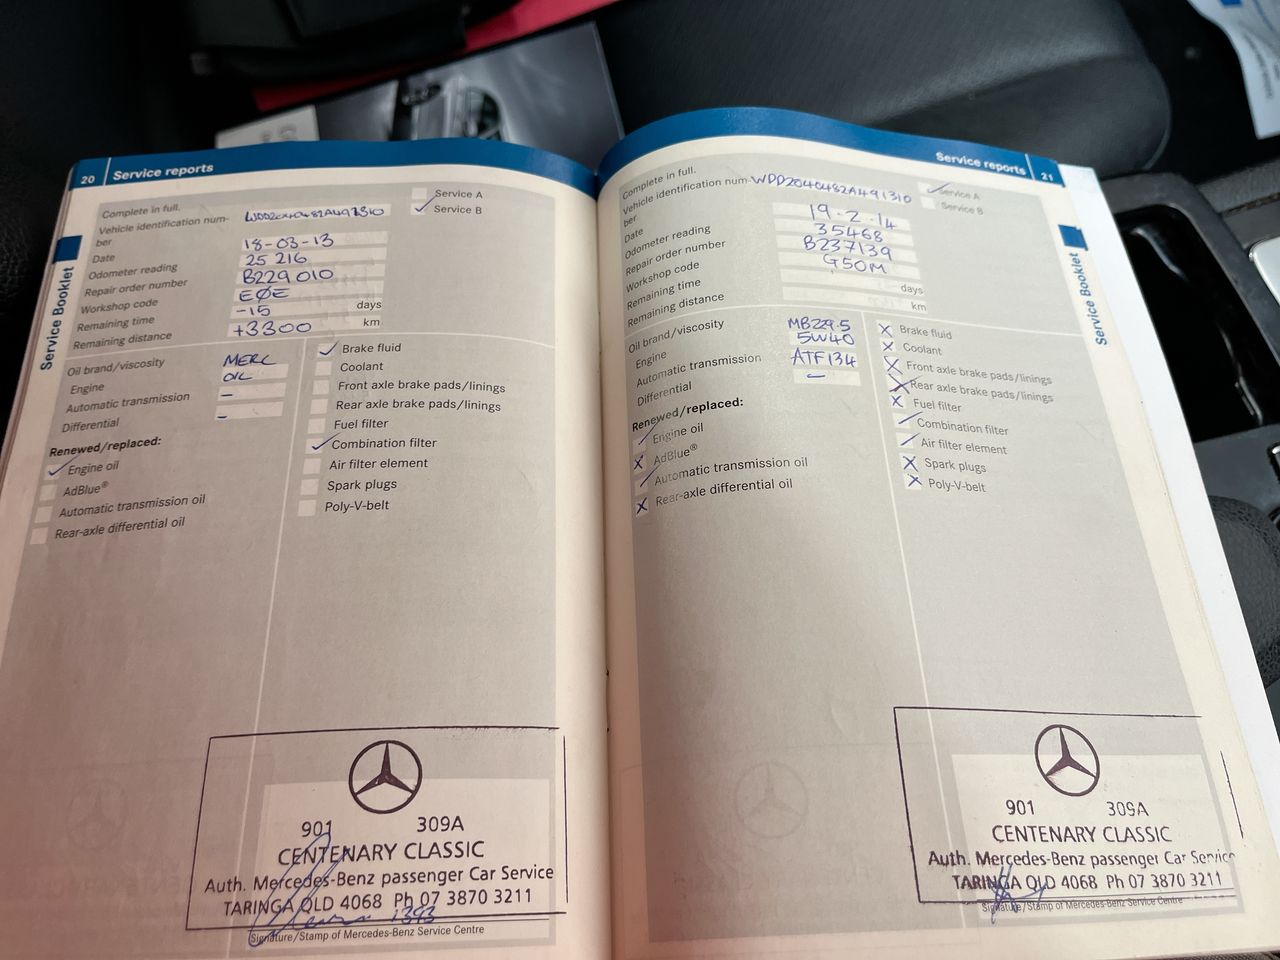 20 Service reports
Complete in full.
Service A
Service B
Vehicle identification num-
ber
WDD2040482A491310
Date 18-03-13
Odometer reading 25 216
Repair order number B229 010
Workshop code EØE
Remaining time -15 days
Remaining distance +3300 km
Oil brand/viscosity
Engine MERC OIL
Automatic transmission –
Differential –
Renewed/replaced:
Engine oil
AdBlue®
Automatic transmission oil
Rear-axle differential oil
Brake fluid
Coolant
Front axle brake pads/linings
Rear axle brake pads/linings
Fuel filter
Combination filter
Air filter element
Spark plugs
Poly-V-belt
Service Booklet
901 309A
CENTENARY CLASSIC
Auth. Mercedes-Benz passenger Car Service
TARINGA QLD 4068 Ph 07 3870 3211
1393
Signature/Stamp of Mercedes-Benz Service Centre
Service reports 21
Complete in full.
Service A
Service B
Vehicle identification num-
ber
WDD2040482A491310
Date 19-2-14
Odometer reading 35468
Repair order number B237139
Workshop code G50M
Remaining time days
Remaining distance km
Oil brand/viscosity
Engine MB229.5 5W40
Automatic transmission ATF134
Differential –
Renewed/replaced:
Engine oil
AdBlue®
Automatic transmission oil
Rear-axle differential oil
Brake fluid
Coolant
Front axle brake pads/linings
Rear axle brake pads/linings
Fuel filter
Combination filter
Air filter element
Spark plugs
Poly-V-belt
Service Booklet
901 309A
CENTENARY CLASSIC
Auth. Mercedes-Benz passenger Car Service
TARINGA QLD 4068 Ph 07 3870 3211
Signature/Stamp of Mercedes-Benz Service Centre